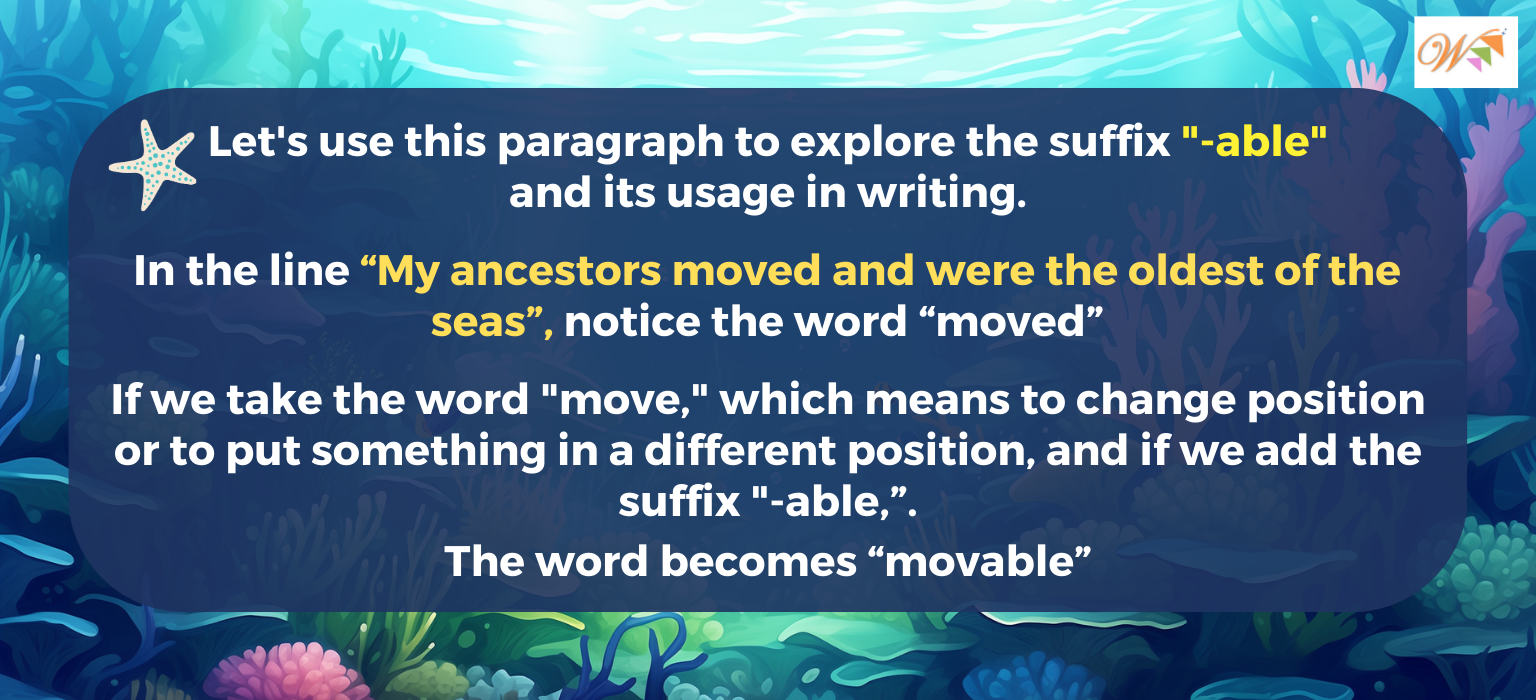 Let's use this paragraph to explore the suffix "-able"
and its usage in writing.
In the line “My ancestors moved and were the oldest of the
seas”, notice the word “moved”
If we take the word "move," which means to change position
or to put something in a different position, and if we add the
suffix "-able,”.
The word becomes “movable”
W